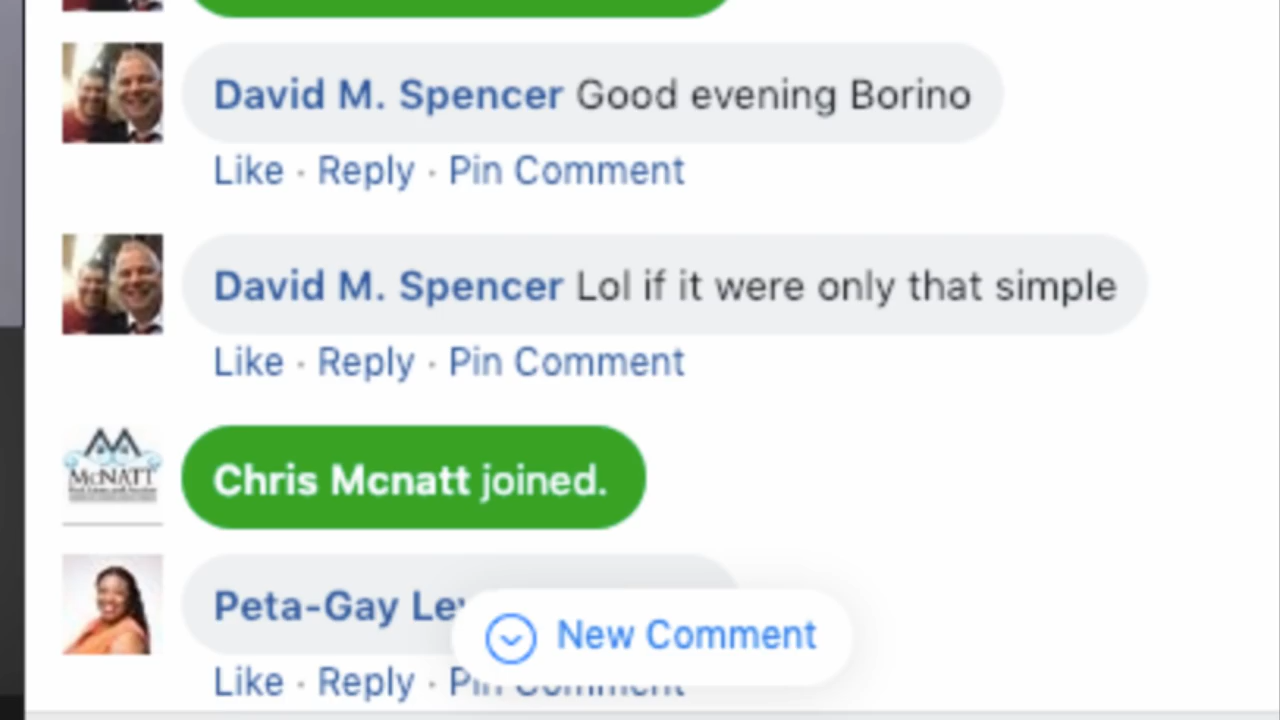 David M. Spencer Good evening Borino
Like · Reply · Pin Comment
David M. Spencer Lol if it were only that simple
Like · Reply · Pin Comment
McNATT
Chris Mcnatt joined.
Peta-Gay
New Comment
Like · Reply · Pin Comment